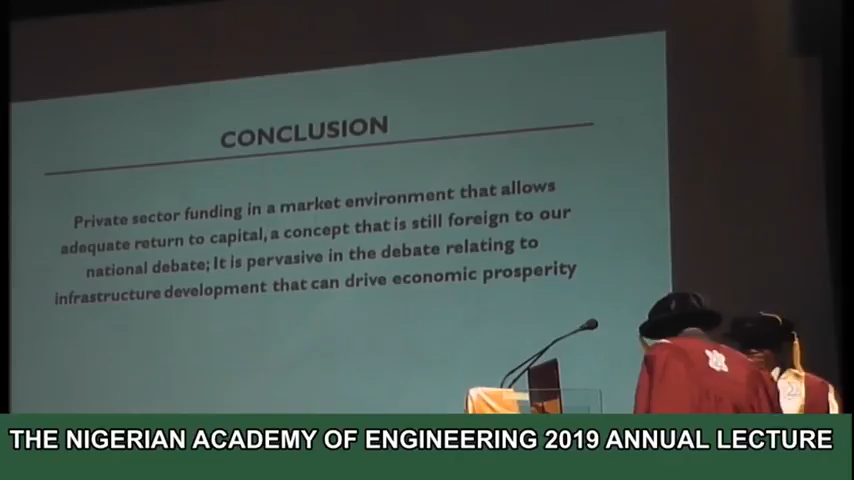 CONCLUSION
Private sector funding in a market environment that allows
adequate return to capital, a concept that is still foreign to our
national debate; It is pervasive in the debate relating to
infrastructure development that can drive economic prosperity
THE NIGERIAN ACADEMY OF ENGINEERING 2019 ANNUAL LECTURE